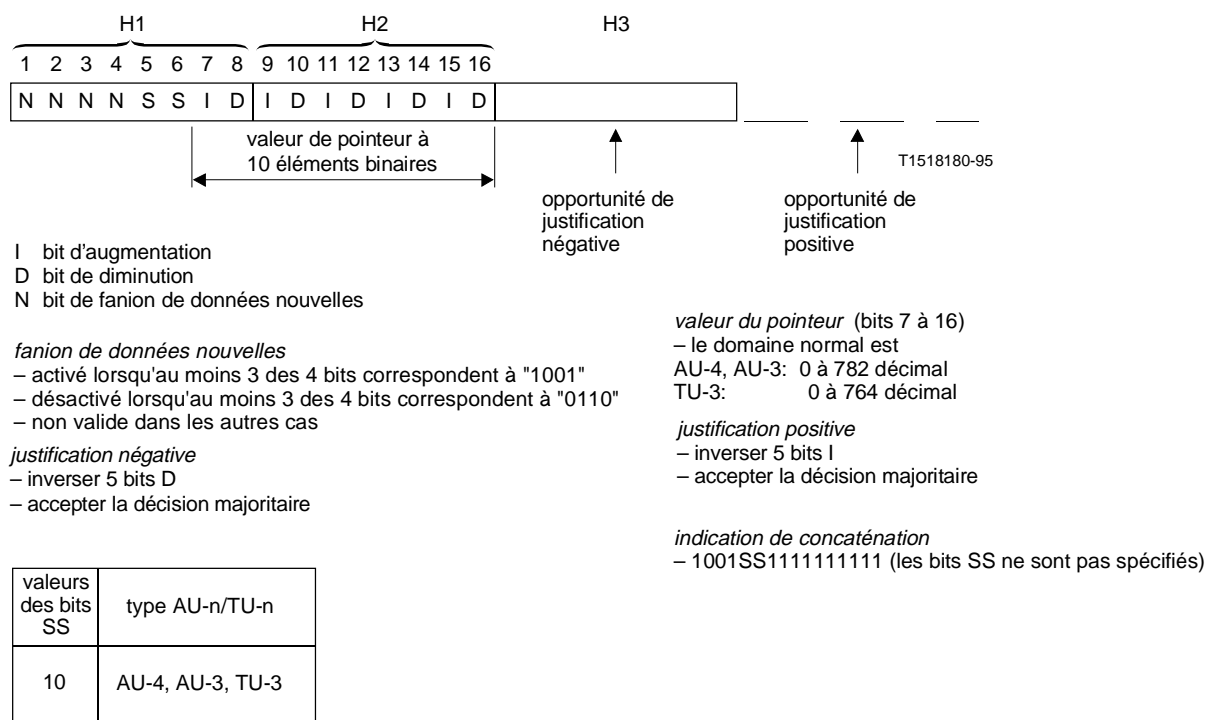 H1 H2 H3
1 2 3 4 5 6 7 8 9 10 11 12 13 14 15 16
N N N N S S I D I D I D I D I D
valeur de pointeur à
10 éléments binaires
T1518180-95
opportunité de
justification
négative
opportunité de
justification
positive
I bit d'augmentation
D bit de diminution
N bit de fanion de données nouvelles
fanion de données nouvelles
– activé lorsqu'au moins 3 des 4 bits correspondent à "1001"
– désactivé lorsqu'au moins 3 des 4 bits correspondent à "0110"
– non valide dans les autres cas
justification négative
– inverser 5 bits D
– accepter la décision majoritaire
valeur du pointeur (bits 7 à 16)
– le domaine normal est
AU-4, AU-3: 0 à 782 décimal
TU-3: 0 à 764 décimal
justification positive
– inverser 5 bits I
– accepter la décision majoritaire
indication de concaténation
– 1001SS1111111111 (les bits SS ne sont pas spécifiés)
valeurs
des bits
SS
type AU-n/TU-n
10 AU-4, AU-3, TU-3